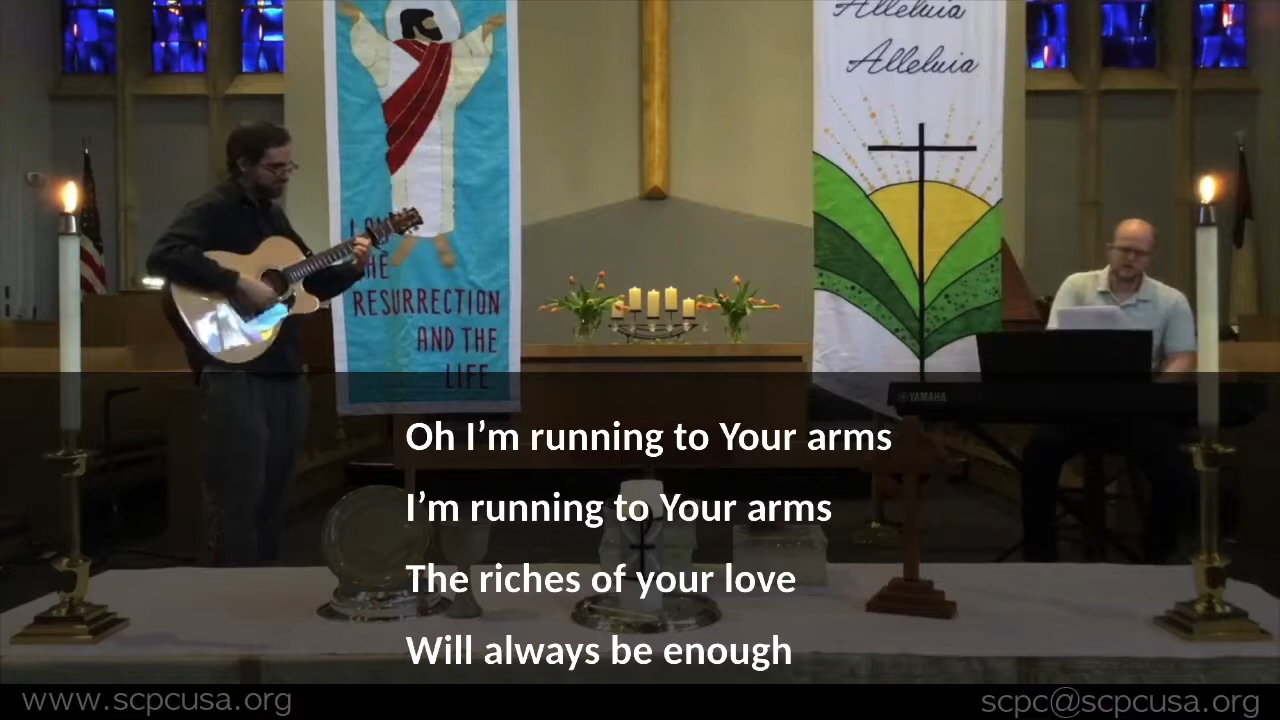 Alleluia
Alleluia
I AM
THE
RESURRECTION
AND THE
LIFE
YAMAHA
Oh I’m running to Your arms
I’m running to Your arms
The riches of your love
Will always be enough
www.scpcusa.org
scpc@scpcusa.org